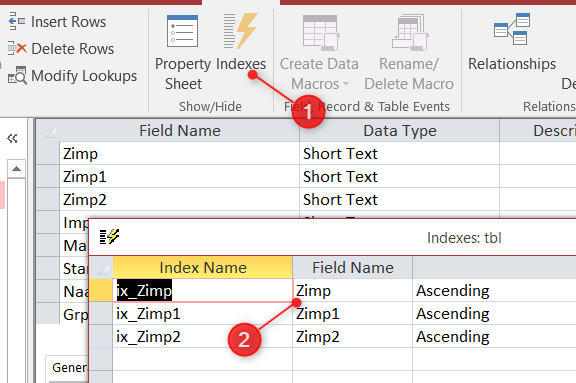 Insert Rows
Delete Rows
Modify Lookups
Property Sheet
Indexes
Create Data Macros
Rename/ Delete Macro
Relationships
Show/Hide
Field, Record & Table Events
Relations
1
Field Name Data Type Descri
Zimp Short Text
Zimp1 Short Text
Zimp2 Short Text
Imp
Ma
Star
Naa
Grp
Indexes: tbl
Index Name Field Name
ix_Zimp Zimp Ascending
ix_Zimp1 Zimp1 Ascending
ix_Zimp2 Zimp2 Ascending
2
Gener